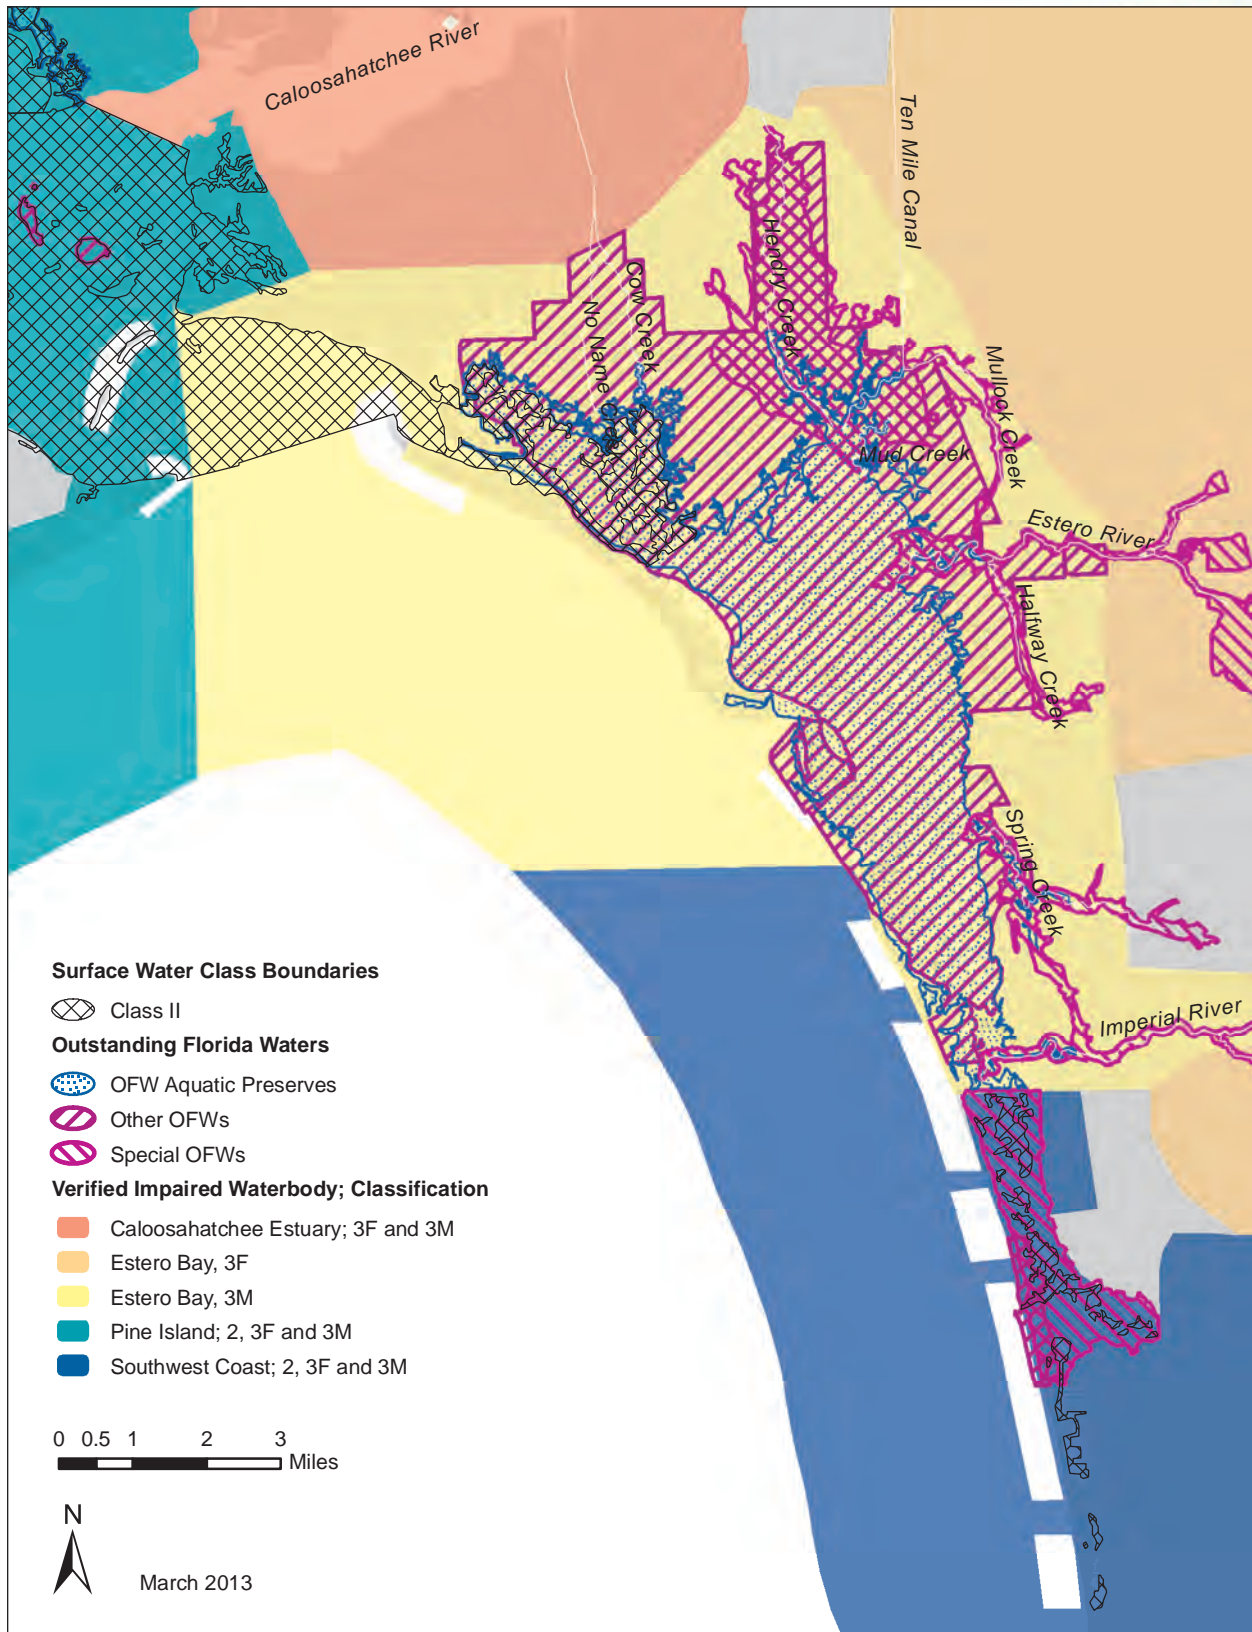 Caloosahatchee River
Ten Mile Canal
Hendry Creek
Cow Creek
No Name Creek
Mullock Creek
Mud Creek
Estero River
Halfway Creek
Spring Creek
Imperial River
Surface Water Class Boundaries
Class II
Outstanding Florida Waters
OFW Aquatic Preserves
Other OFWs
Special OFWs
Verified Impaired Waterbody; Classification
Caloosahatchee Estuary; 3F and 3M
Estero Bay, 3F
Estero Bay, 3M
Pine Island; 2, 3F and 3M
Southwest Coast; 2, 3F and 3M
0 0.5 1 2 3
Miles
N
March 2013